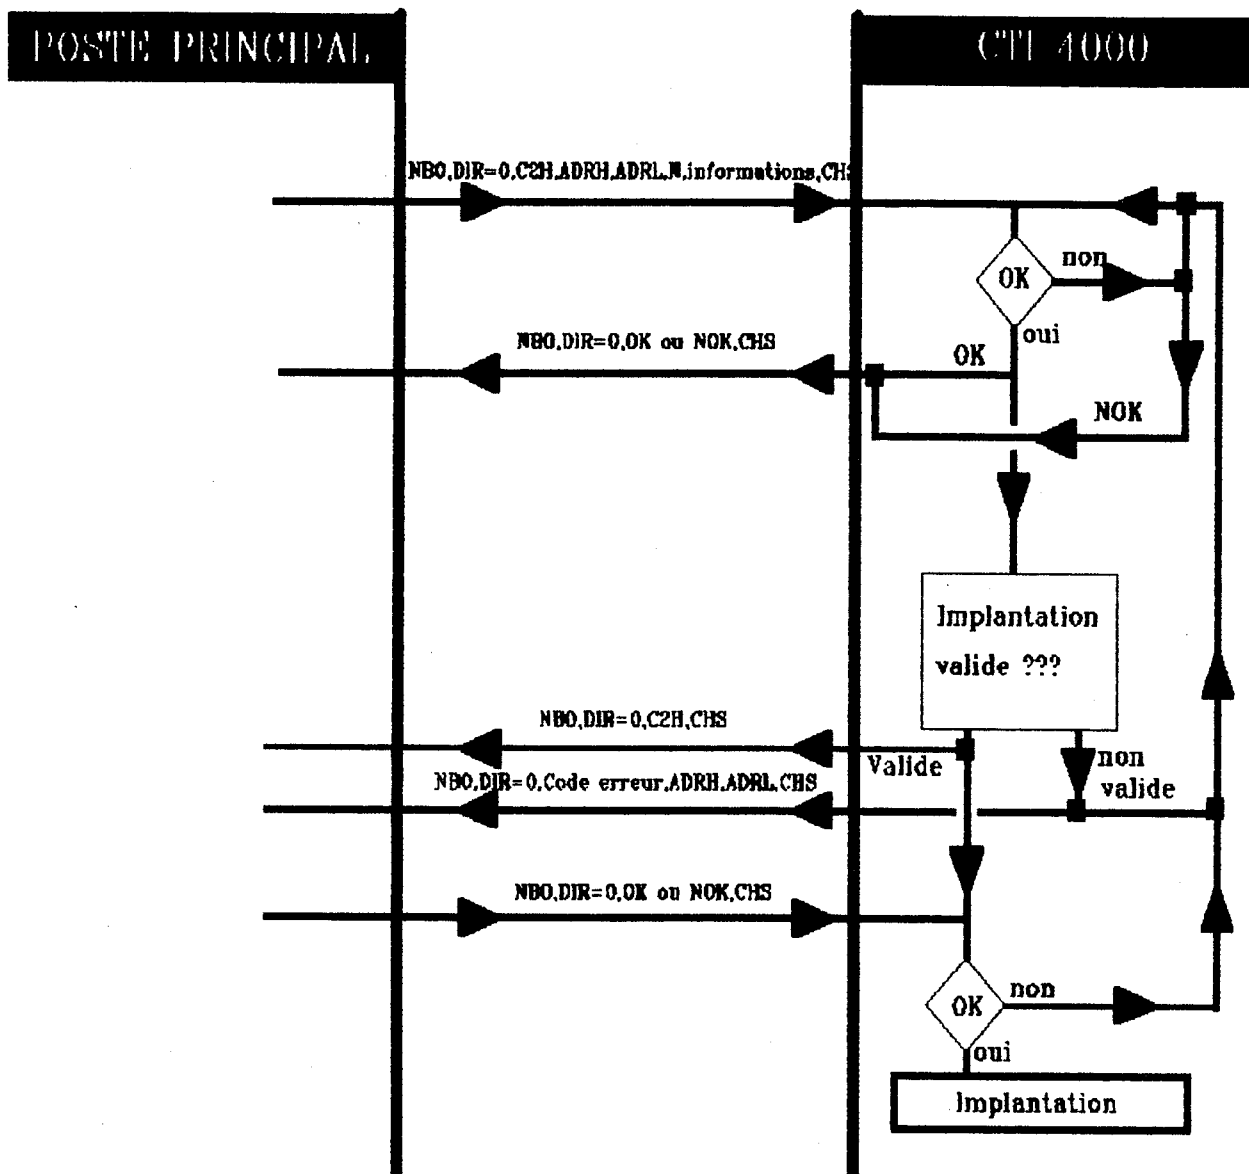 POSTE PRINCIPAL
CTI 4000
NBO,DIR=0,C2H,ADRH,ADRL,N,informations,CHS
non
OK
oui
NBO,DIR=0,OK ou NOK,CHS
OK
NOK
Implantation
valide ???
NBO,DIR=0,C2H,CHS
Valide
non
valide
NBO,DIR=0,Code erreur,ADRH,ADRL,CHS
NBO,DIR=0,OK ou NOK,CHS
OK
non
oui
Implantation